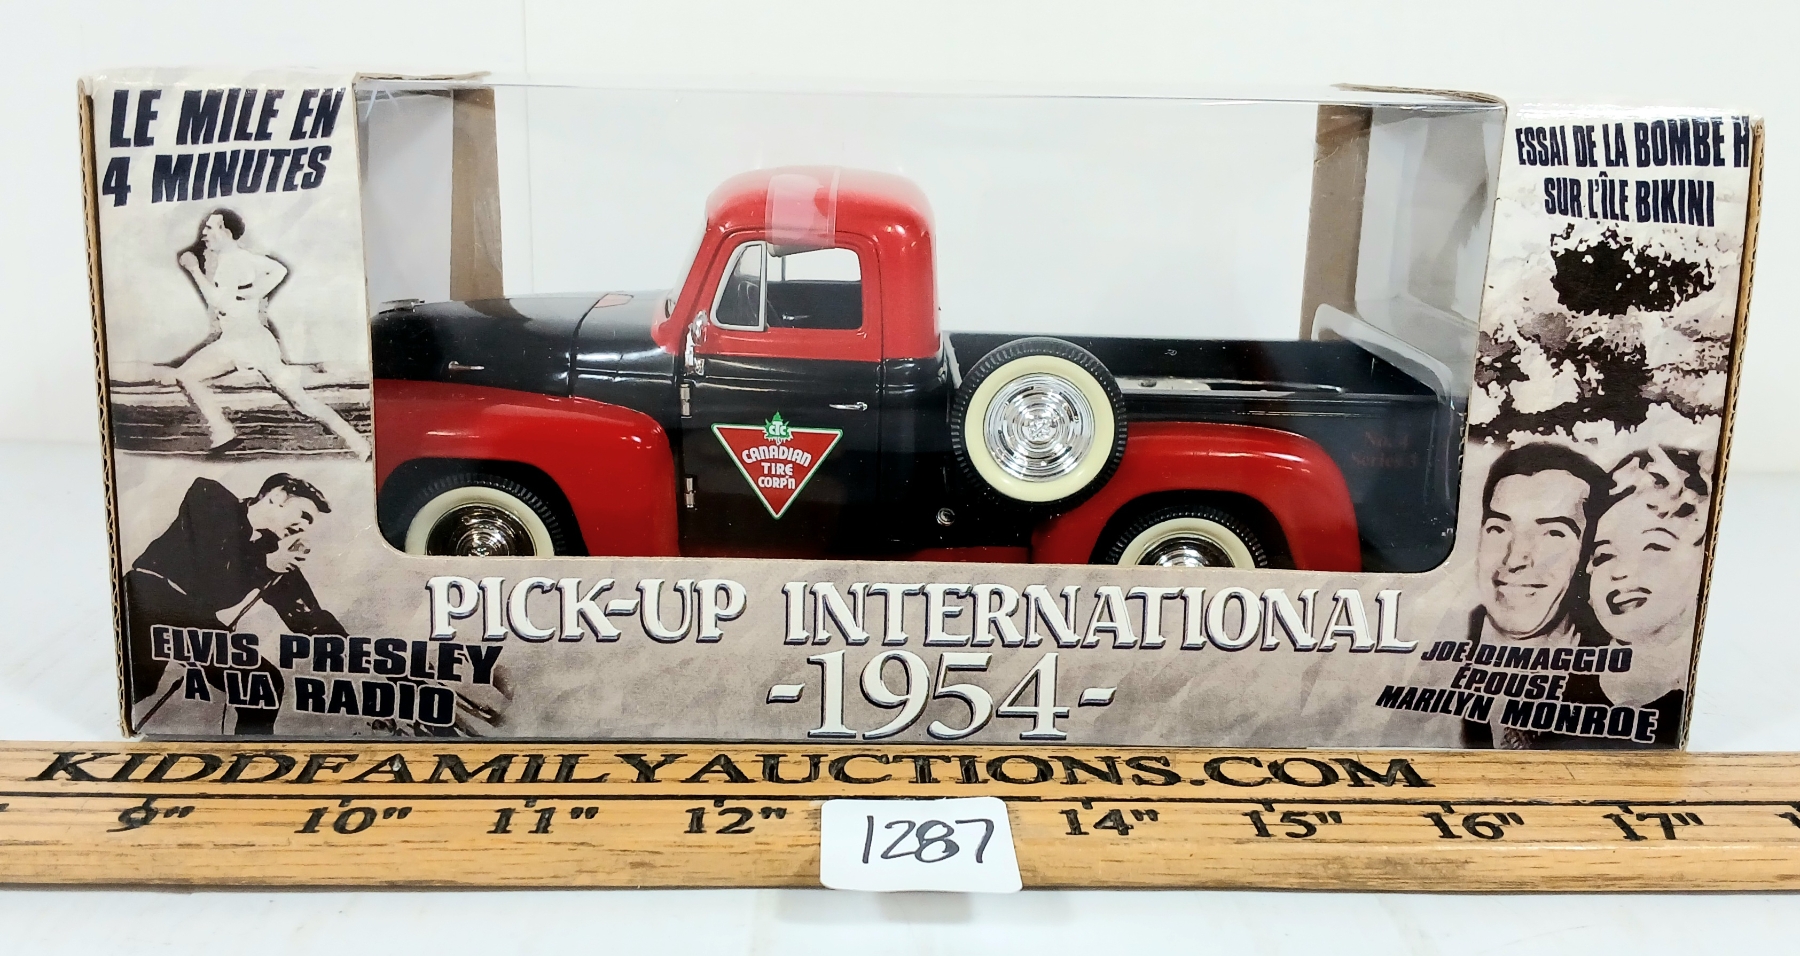 LE MILE EN
4 MINUTES
ESSAI DE LA BOMBE H
SUR L'ÎLE BIKINI
CTC
CANADIAN
TIRE
CORP'N
ELVIS PRESLEY
À LA RADIO
PICK-UP INTERNATIONAL
-1954-
JOE DIMAGGIO
ÉPOUSE
MARILYN MONROE
KIDDFAMILYAUCTIONS.COM
9" 10" 11" 12" 14" 15" 16" 17"
1287